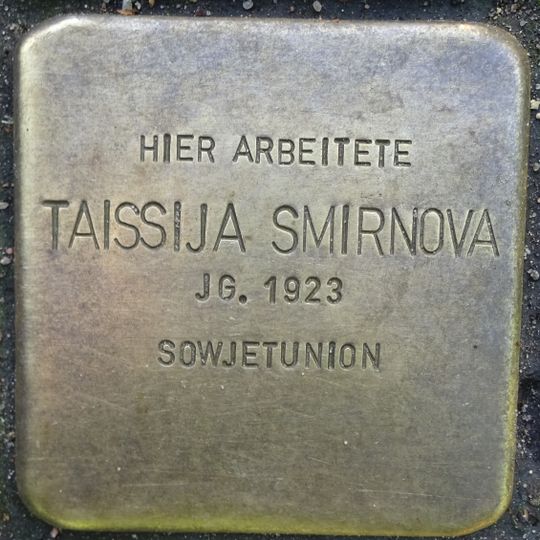 HIER ARBEITETE
TAISSIJA SMIRNOVA
JG. 1923
SOWJETUNION